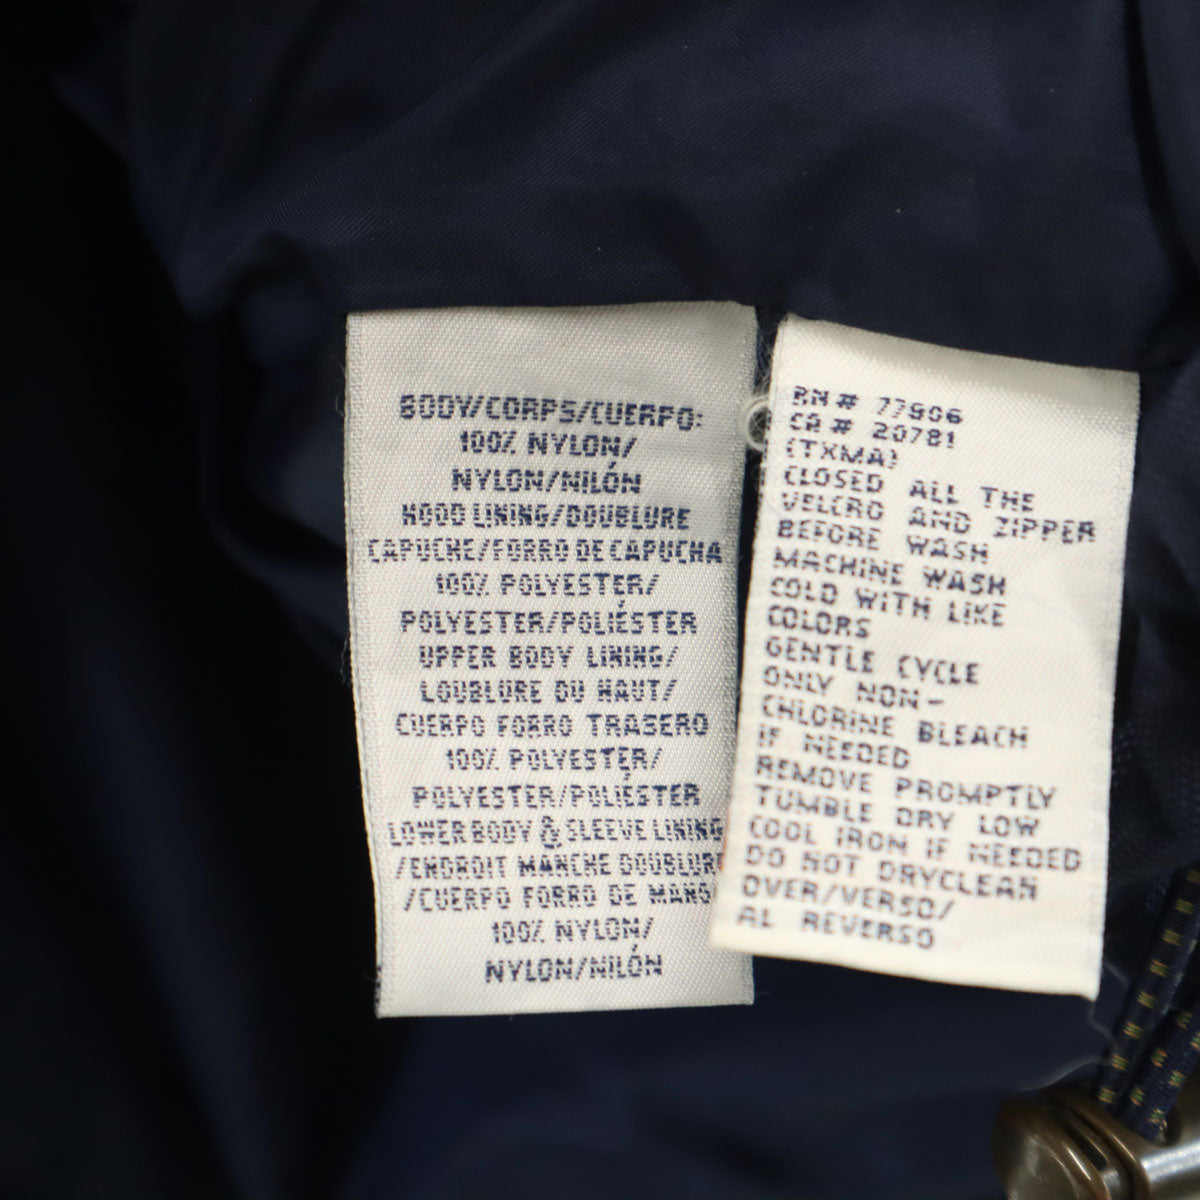 BODY/CORPS/CUERPO:
100% NYLON/
NYLON/NILÓN
HOOD LINING/DOUBLURE
CAPUCHE/FORRO DE CAPUCHA
100% POLYESTER/
POLYESTER/POLIÉSTER
UPPER BODY LINING/
LOUBLURE DU HAUT/
CUERPO FORRO TRASERO
100% POLYESTER/
POLYESTER/POLIÉSTER
LOWER BODY & SLEEVE LINING
/ENDROIT MANCHE DOUBLURE
/CUERPO FORRO DE MANG
100% NYLON/
NYLON/NILÓN
RN # 77806
CA # 20781
(TXMA)
CLOSED ALL THE
VELCRO AND ZIPPER
BEFORE WASH
MACHINE WASH
COLD WITH LIKE
COLORS
GENTLE CYCLE
ONLY NON-
CHLORINE BLEACH
IF NEEDED
REMOVE PROMPTLY
TUMBLE DRY LOW
COOL IRON IF NEEDED
DO NOT DRYCLEAN
OVER/VERSO/
AL REVERSO